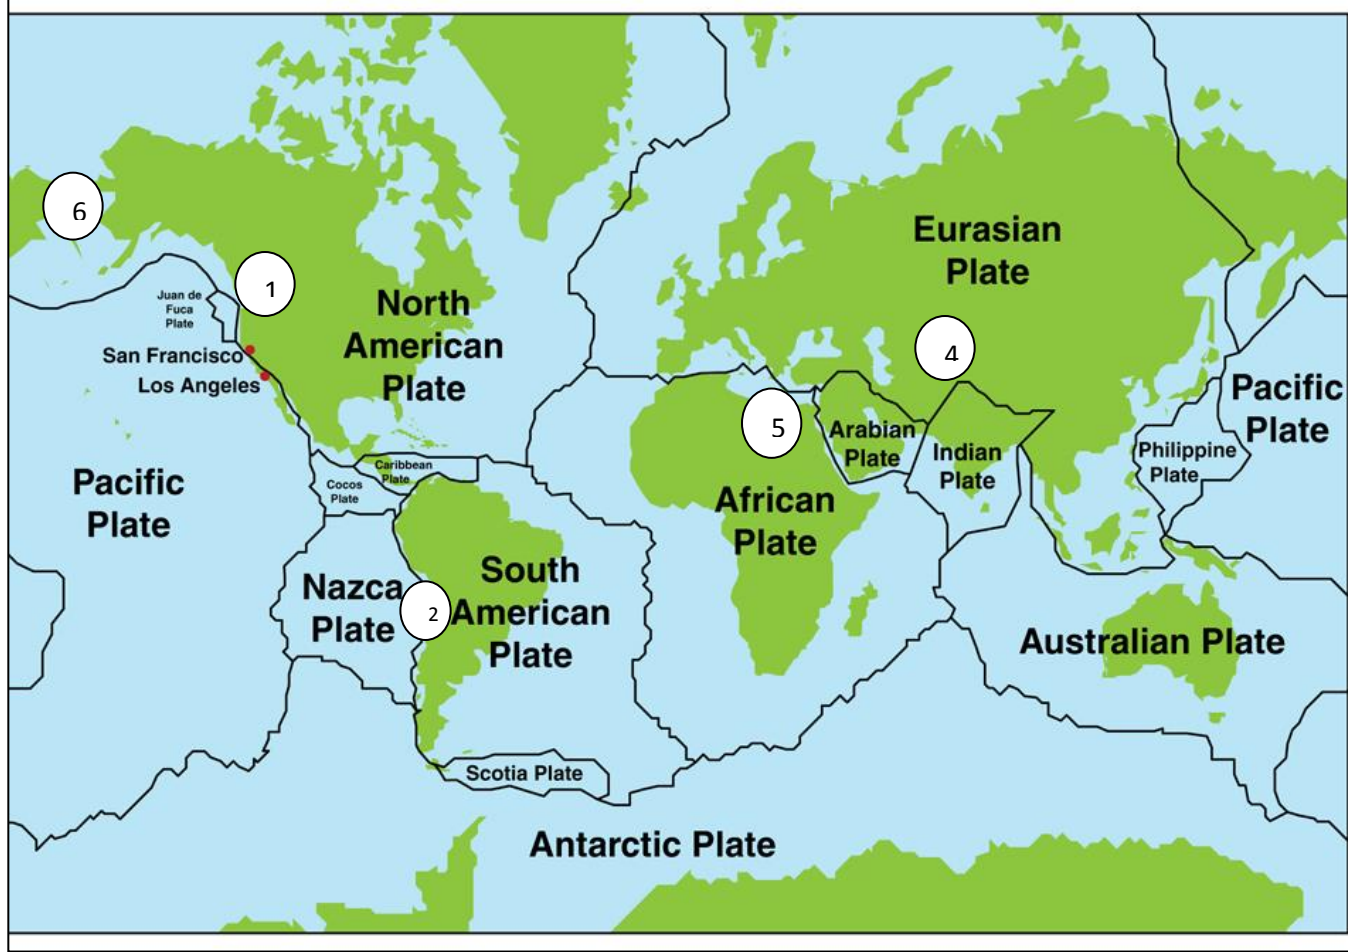 6
1
Juan de
Fuca
Plate
San Francisco
Los Angeles
North
American
Plate
Eurasian
Plate
4
5
Arabian
Plate
Indian
Plate
Philippine
Plate
Pacific
Plate
Caribbean
Plate
Cocos
Plate
Pacific
Plate
African
Plate
Nazca
Plate
2
South
American
Plate
Australian Plate
Scotia Plate
Antarctic Plate